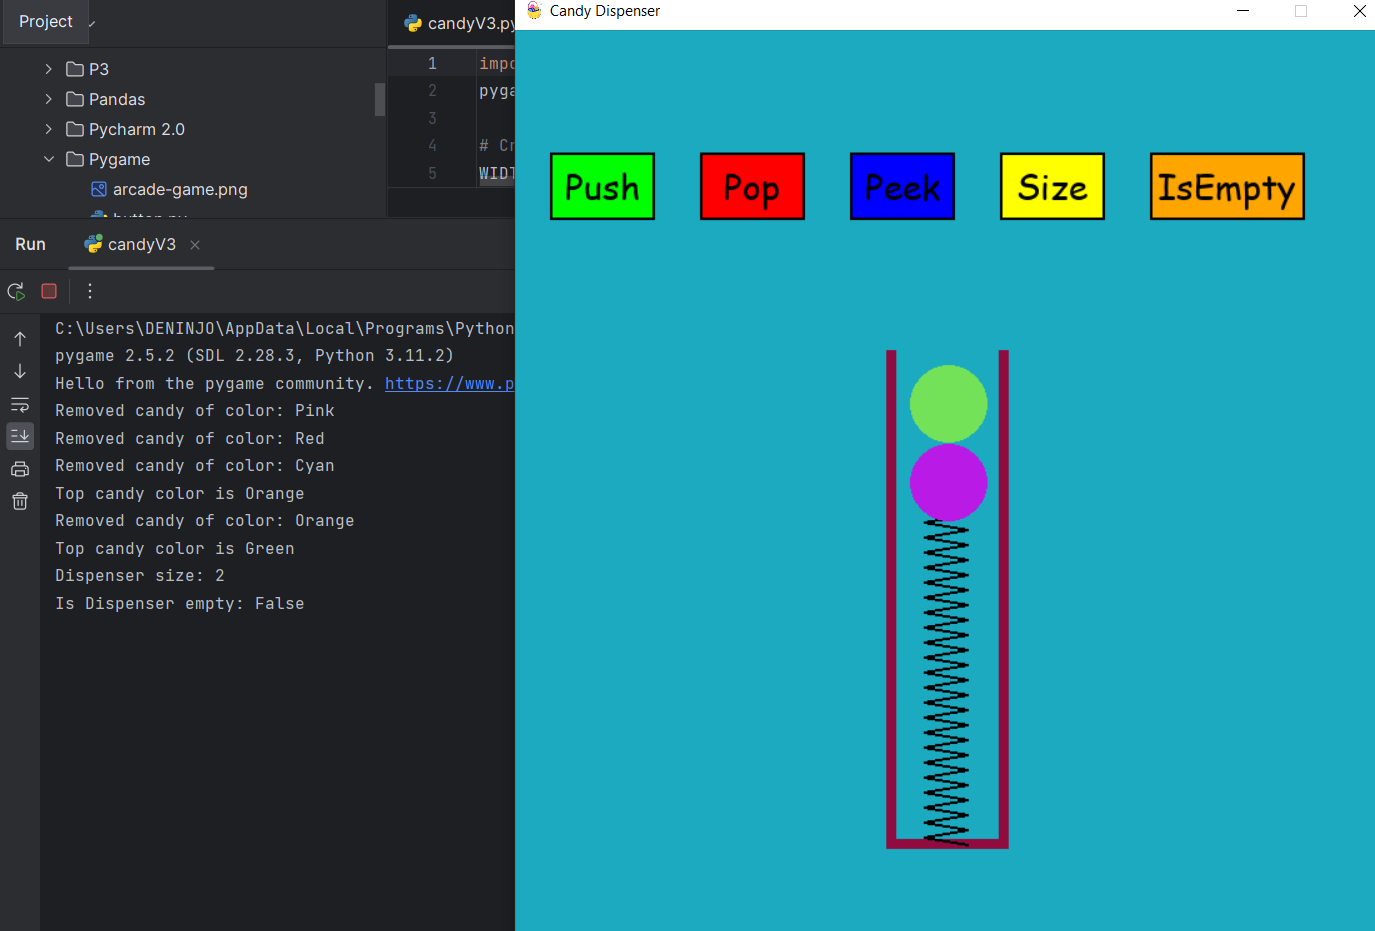 Project
P3
Pandas
Pycharm 2.0
Pygame
arcade-game.png
candyV3.py
1
2
3
4
5
pyga
WIDT
Run
candyV3
C:\Users\DENINJO\AppData\Local\Programs\Python
pygame 2.5.2 (SDL 2.28.3, Python 3.11.2)
Hello from the pygame community. https://www.p
Removed candy of color: Pink
Removed candy of color: Red
Removed candy of color: Cyan
Top candy color is Orange
Removed candy of color: Orange
Top candy color is Green
Dispenser size: 2
Is Dispenser empty: False
Candy Dispenser
Push
Pop
Peek
Size
IsEmpty